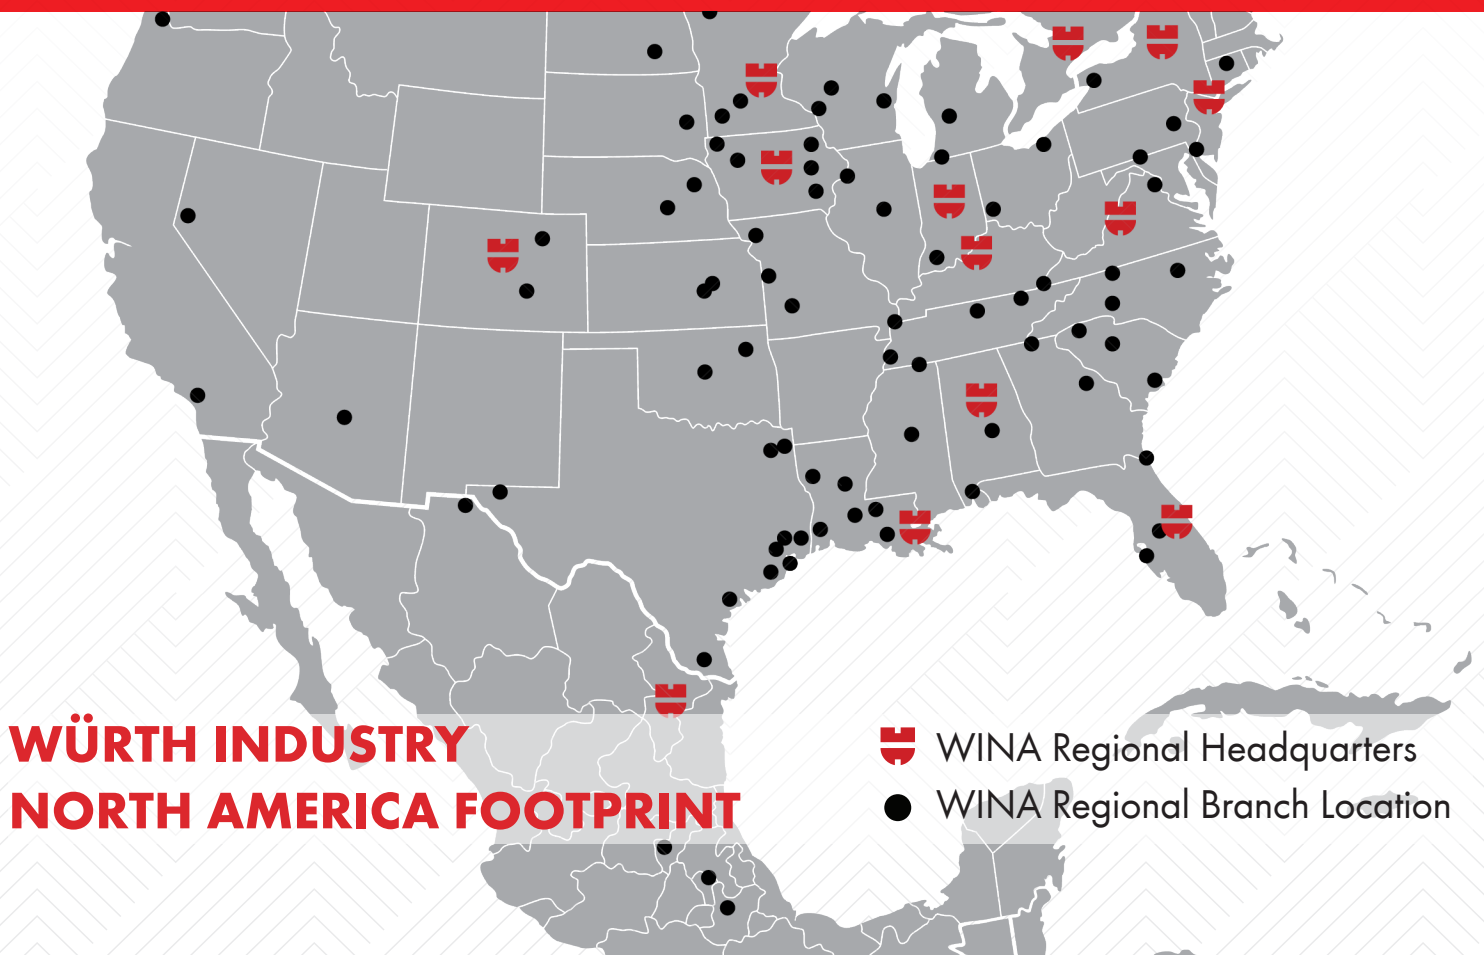 WÜRTH INDUSTRY
NORTH AMERICA FOOTPRINT
WINA Regional Headquarters
WINA Regional Branch Location